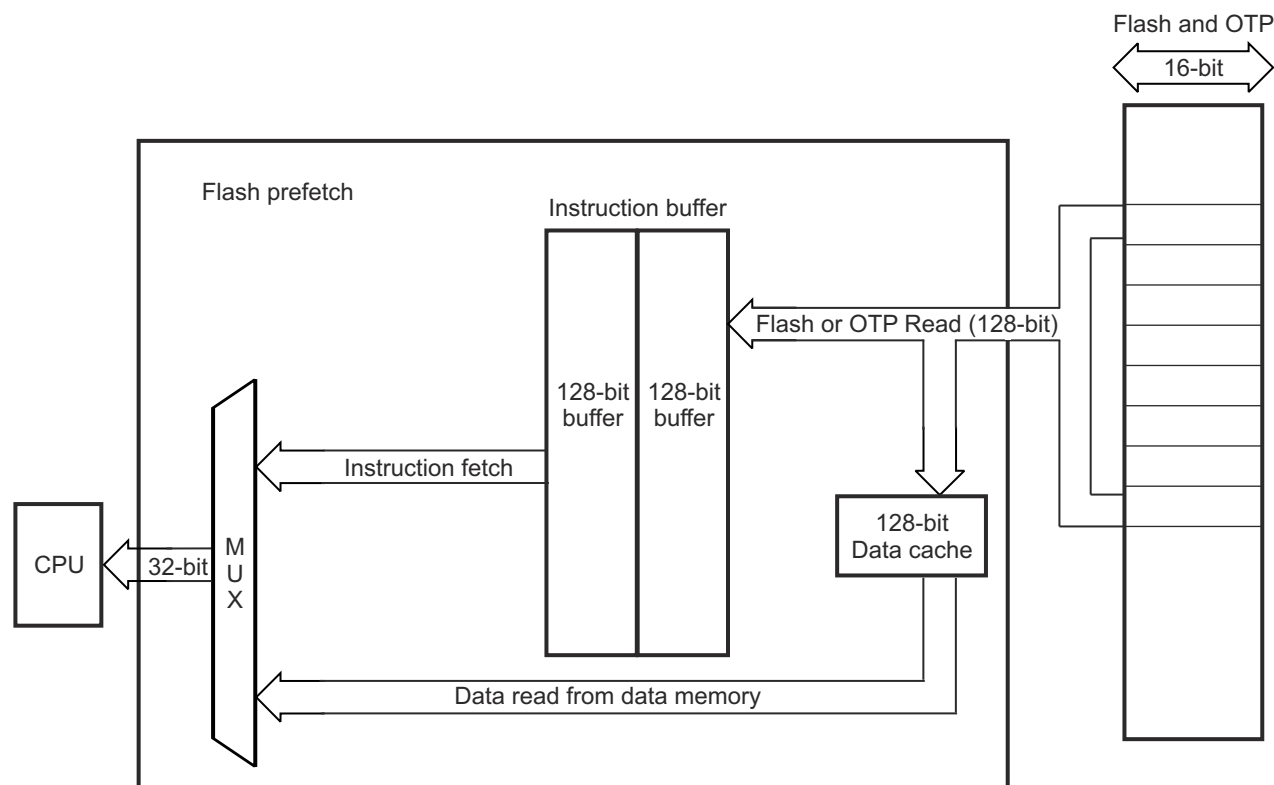 Flash and OTP
16-bit
Flash prefetch
Instruction buffer
Flash or OTP Read (128-bit)
128-bit
buffer
128-bit
buffer
Instruction fetch
128-bit
Data cache
CPU
32-bit
M
U
X
Data read from data memory